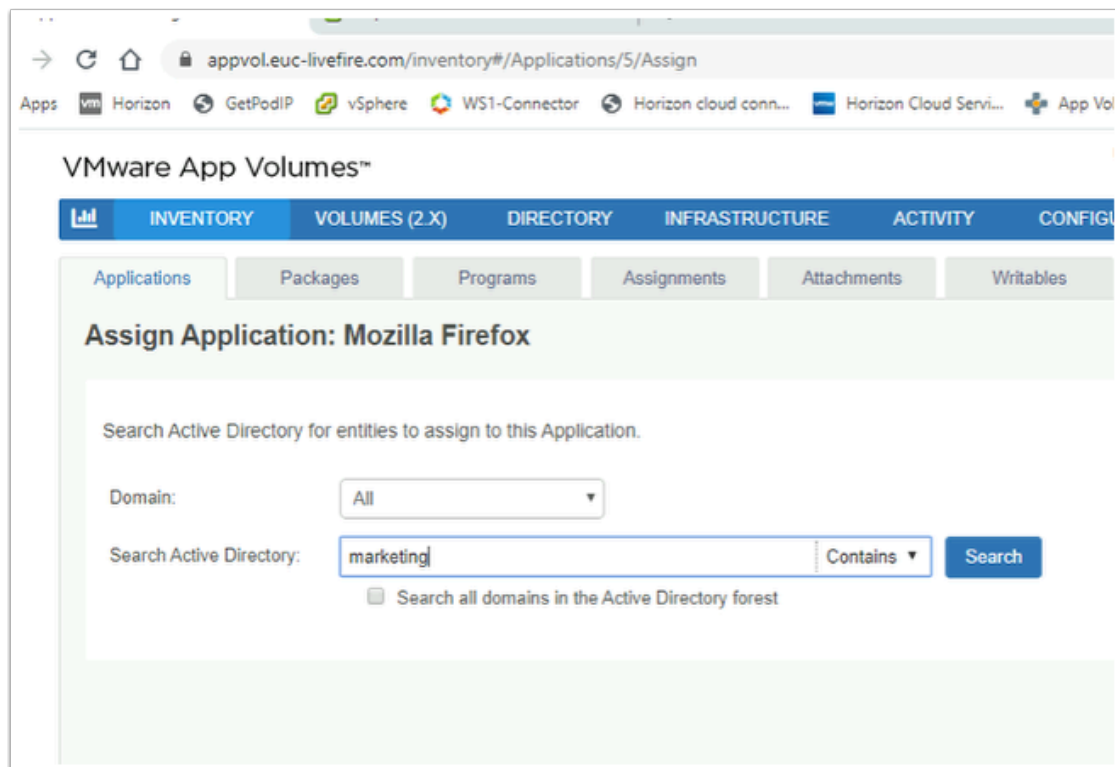 appvol.euc-livefire.com/inventory#/Applications/5/Assign
Apps vm Horizon GetPodIP vSphere WS1-Connector Horizon cloud conn... Horizon Cloud Servi... App Vol
VMware App Volumes™
INVENTORY VOLUMES (2.X) DIRECTORY INFRASTRUCTURE ACTIVITY CONFIGU
Applications Packages Programs Assignments Attachments Writables
Assign Application: Mozilla Firefox
Search Active Directory for entities to assign to this Application.
Domain: All
Search Active Directory: marketing Contains Search
Search all domains in the Active Directory forest